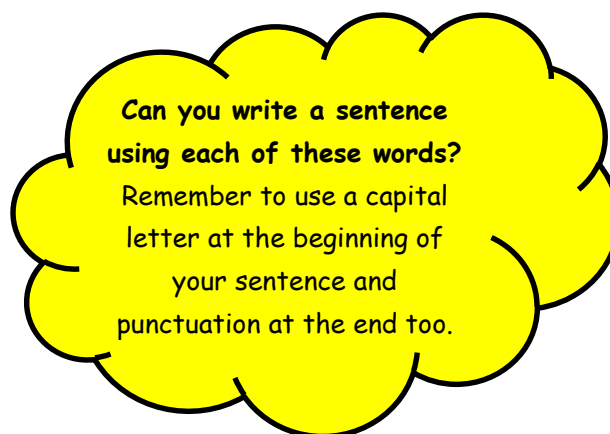 Can you write a sentence
using each of these words?
Remember to use a capital
letter at the beginning of
your sentence and
punctuation at the end too.